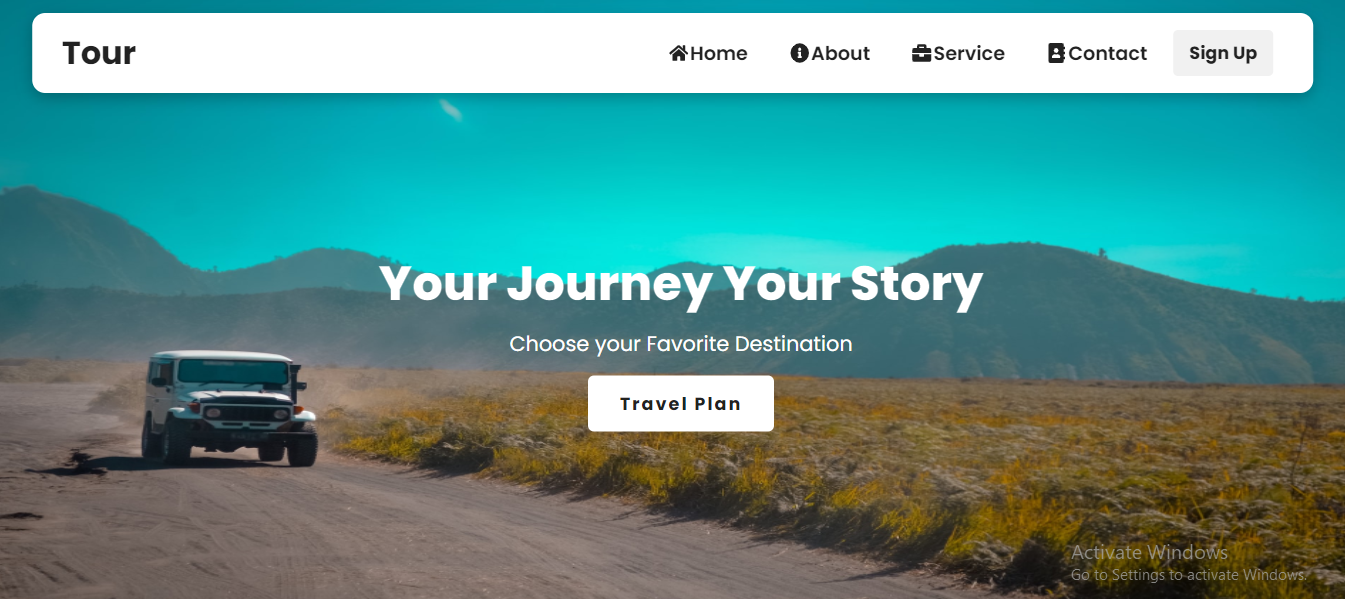 Tour Home About Service Contact Sign Up
Your Journey Your Story
Choose your Favorite Destination
Travel Plan
Activate Windows
Go to Settings to activate Windows.